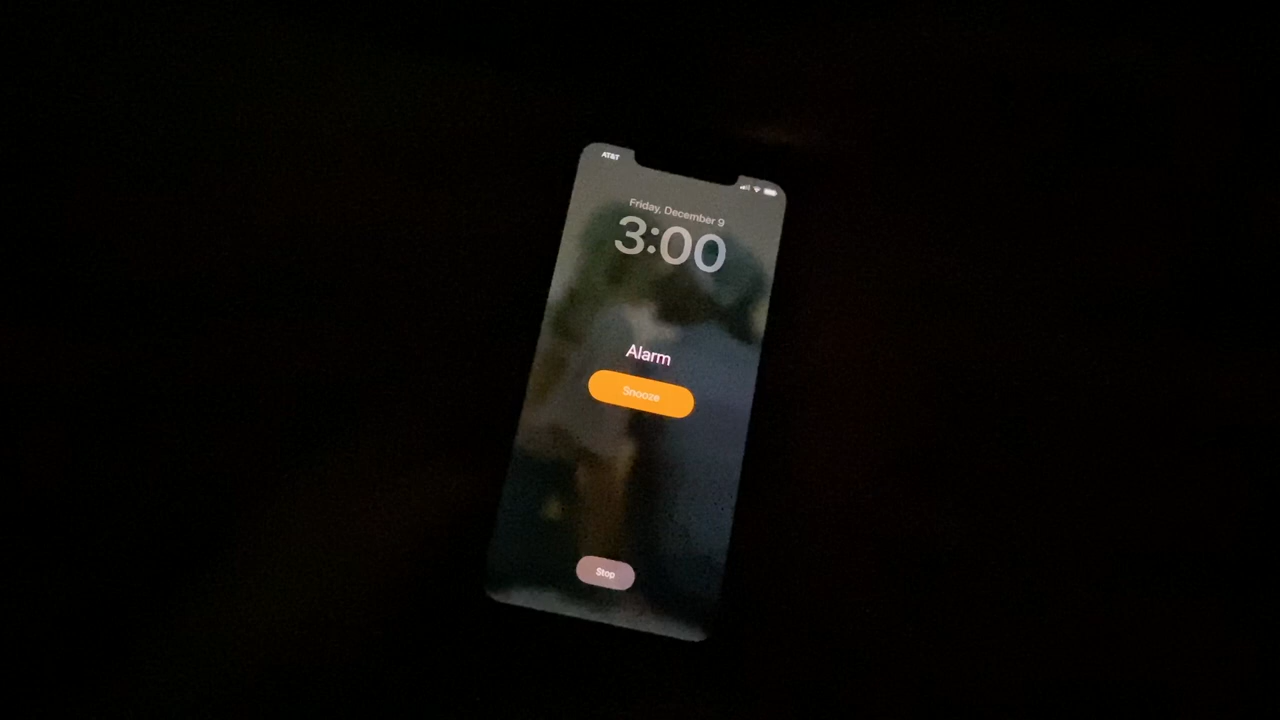 AT&T
Friday, December 9
3:00
Alarm
Snooze
Stop